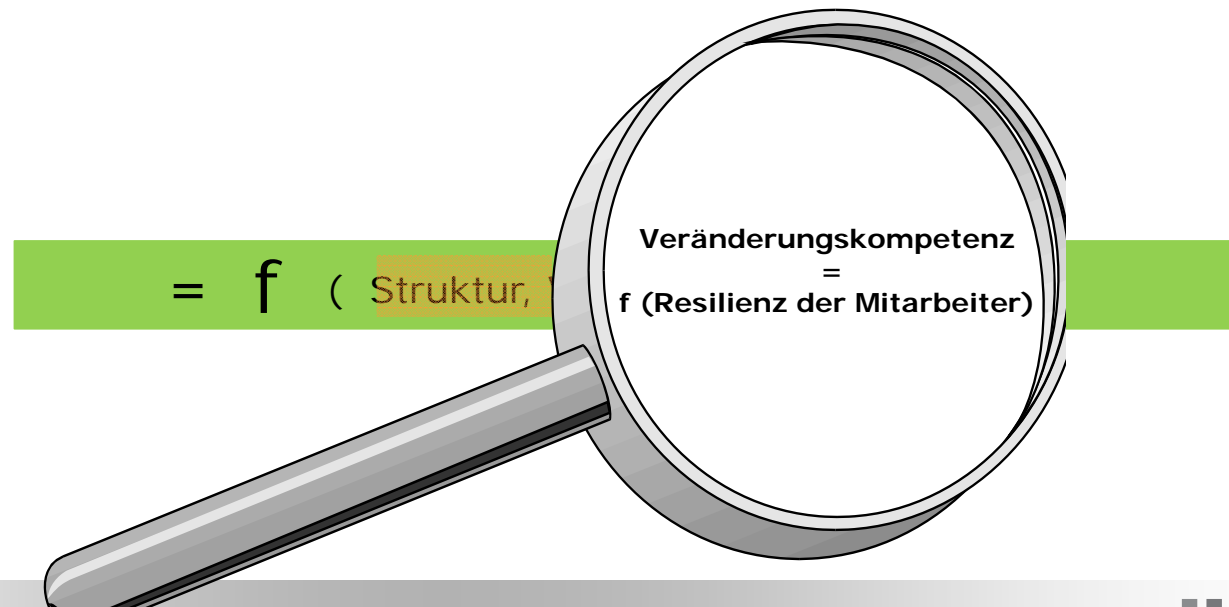 = f ( Struktur,
Veränderungskompetenz
=
f (Resilienz der Mitarbeiter)